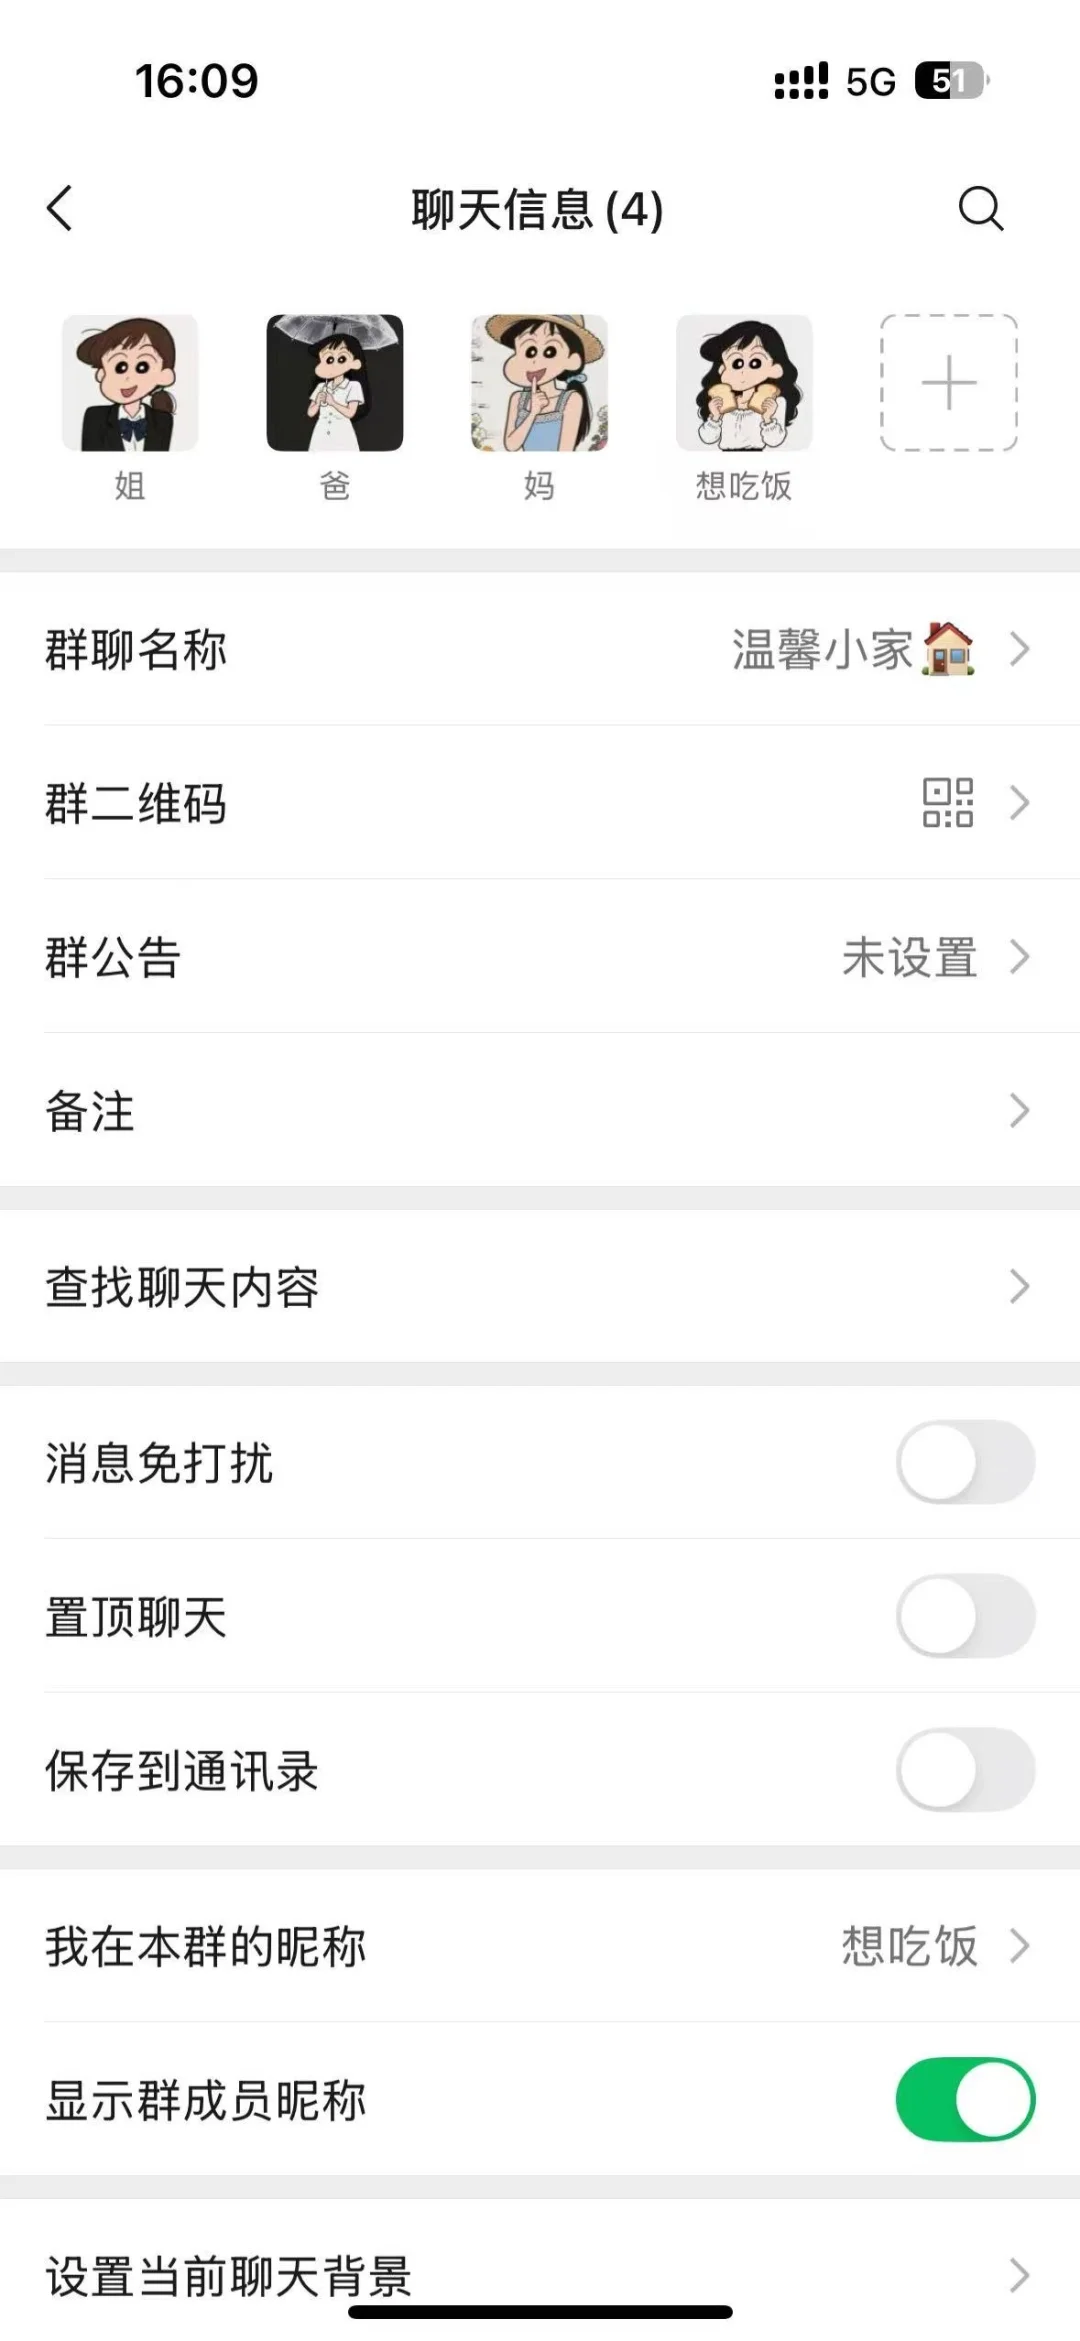 16:09
5G 51
聊天信息(4)
姐 爸 妈 想吃饭
群聊名称 温馨小家
群二维码
群公告 未设置
备注
查找聊天内容
消息免打扰
置顶聊天
保存到通讯录
我在本群的昵称 想吃饭
显示群成员昵称
设置当前聊天背景